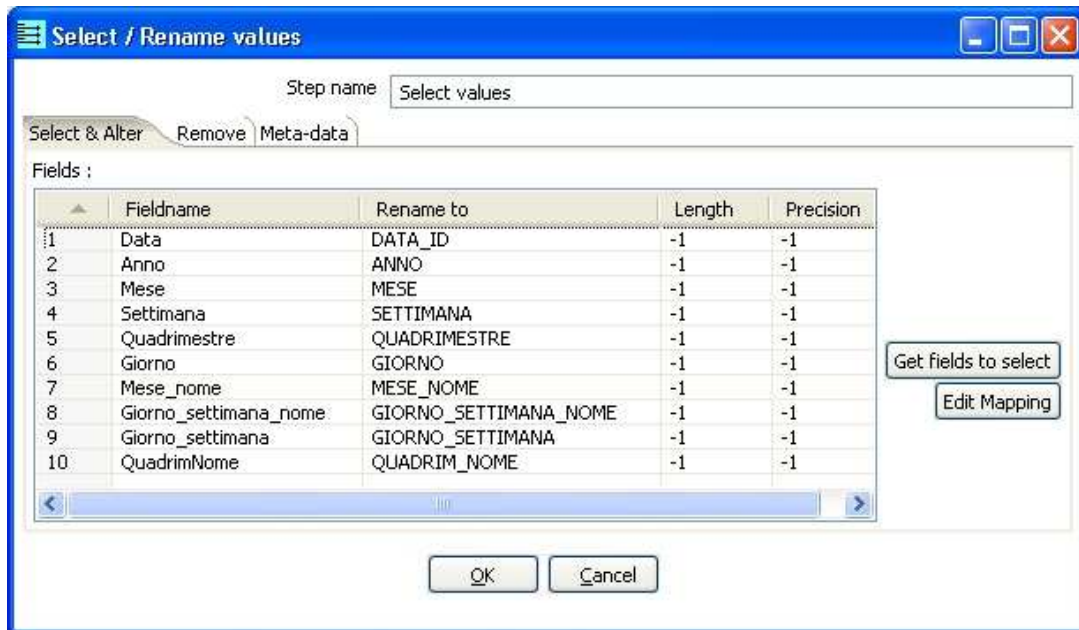 Select / Rename values
Step name Select values
Select & Alter Remove Meta-data
Fields :
Fieldname Rename to Length Precision
1 Data DATA_ID -1 -1
2 Anno ANNO -1 -1
3 Mese MESE -1 -1
4 Settimana SETTIMANA -1 -1
5 Quadrimestre QUADRIMESTRE -1 -1
6 Giorno GIORNO -1 -1
7 Mese_nome MESE_NOME -1 -1
8 Giorno_settimana_nome GIORNO_SETTIMANA_NOME -1 -1
9 Giorno_settimana GIORNO_SETTIMANA -1 -1
10 QuadrimNome QUADRIM_NOME -1 -1
Get fields to select
Edit Mapping
OK Cancel